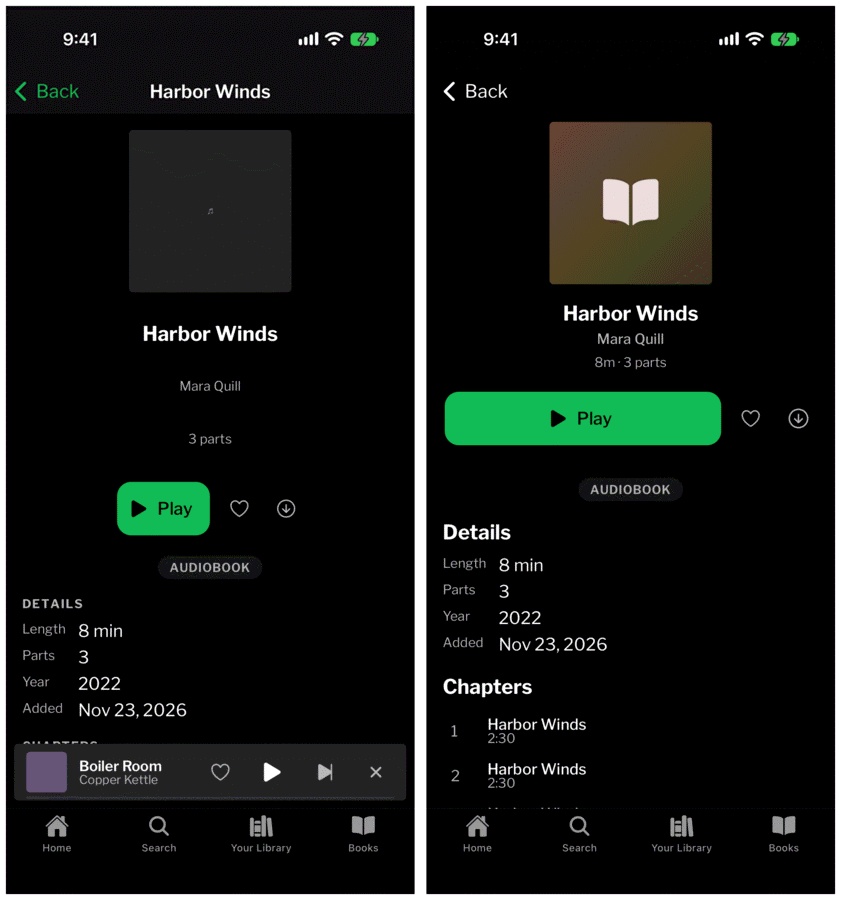 9:41
Back
Harbor Winds
Harbor Winds
Mara Quill
3 parts
Play
AUDIOBOOK
DETAILS
Length 8 min
Parts 3
Year 2022
Added Nov 23, 2026
CHAPTERS
Boiler Room
Copper Kettle
Home Search Your Library Books
9:41
Back
Harbor Winds
Mara Quill
8m · 3 parts
Play
AUDIOBOOK
Details
Length 8 min
Parts 3
Year 2022
Added Nov 23, 2026
Chapters
1 Harbor Winds
2:30
2 Harbor Winds
2:30
Home Search Your Library Books